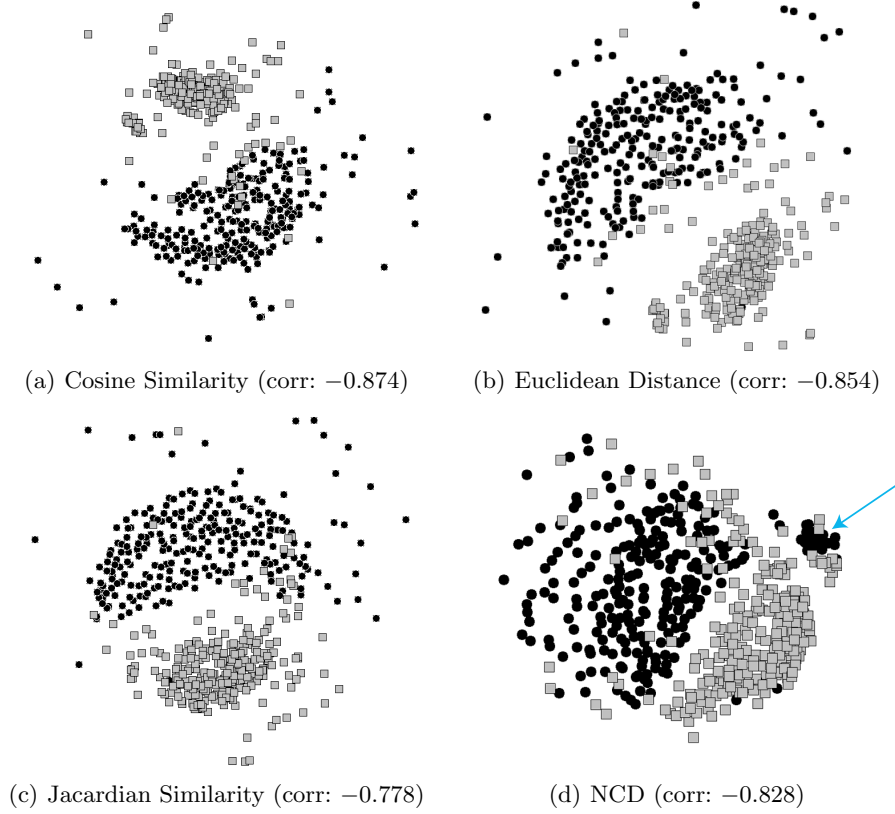 (a) Cosine Similarity (corr: −0.874)
(b) Euclidean Distance (corr: −0.854)
(c) Jacardian Similarity (corr: −0.778)
(d) NCD (corr: −0.828)